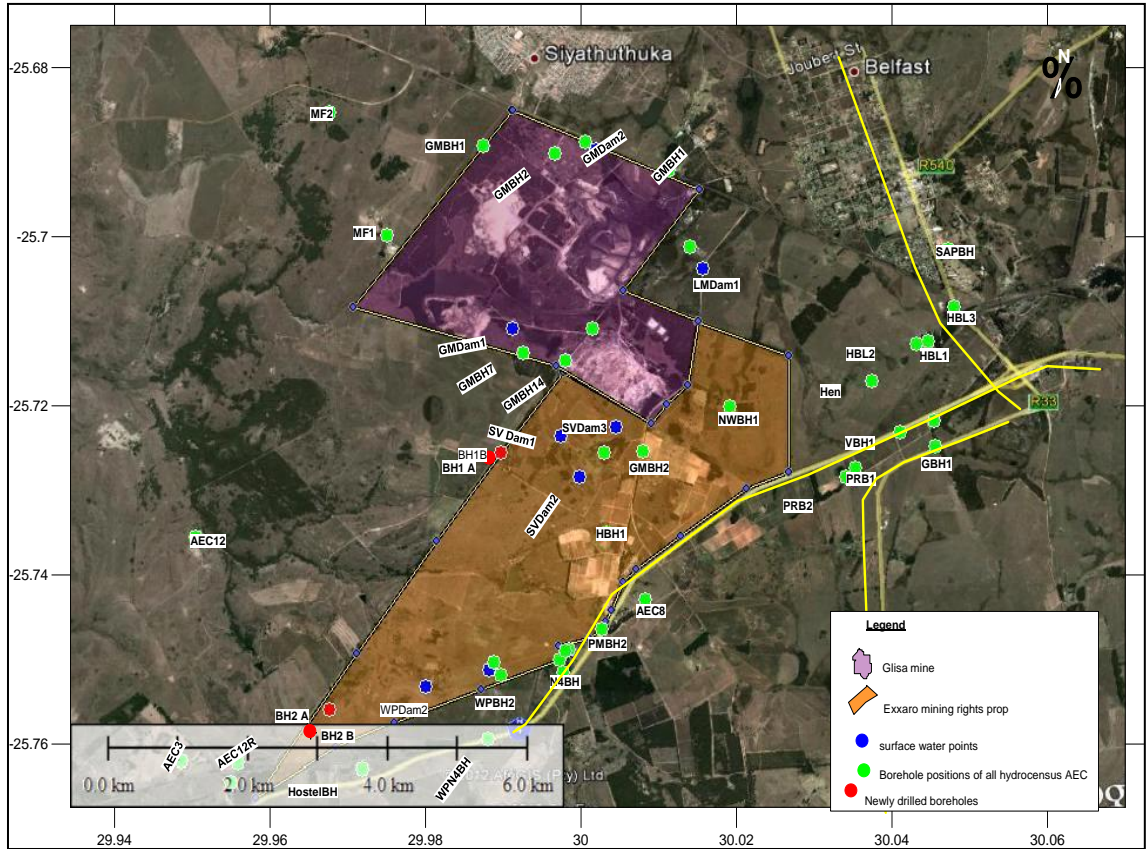 Siyathuthuka
Joubert St
Belfast
N
%
-25.68
MF2
GMBH1
GMDam2
GMBH2
GMBH1
R540
-25.7
MF1
SAPBH
LMDam1
HBL3
GMDam1
HBL2
HBL1
GMBH7
GMBH14
Hen
-25.72
R33
NWBH1
SV Dam1
SVDam3
VBH1
BH1B
BH1 A
GMBH2
GBH1
PRB1
SVDam2
PRB2
AEC12
HBH1
-25.74
AEC8
PMBH2
N4BH
WPBH2
WPDam2
BH2 A
BH2 B
-25.76
AEC3
AEC12R
HostelBH
WPN4BH
0.0 km
2.0 km
4.0 km
6.0 km
(Pty) Ltd
Legend
Glisa mine
Exxaro mining rights prop
surface water points
Borehole positions of all hydrocensus AEC
Newly drilled boreholes
29.94
29.96
29.98
30
30.02
30.04
30.06